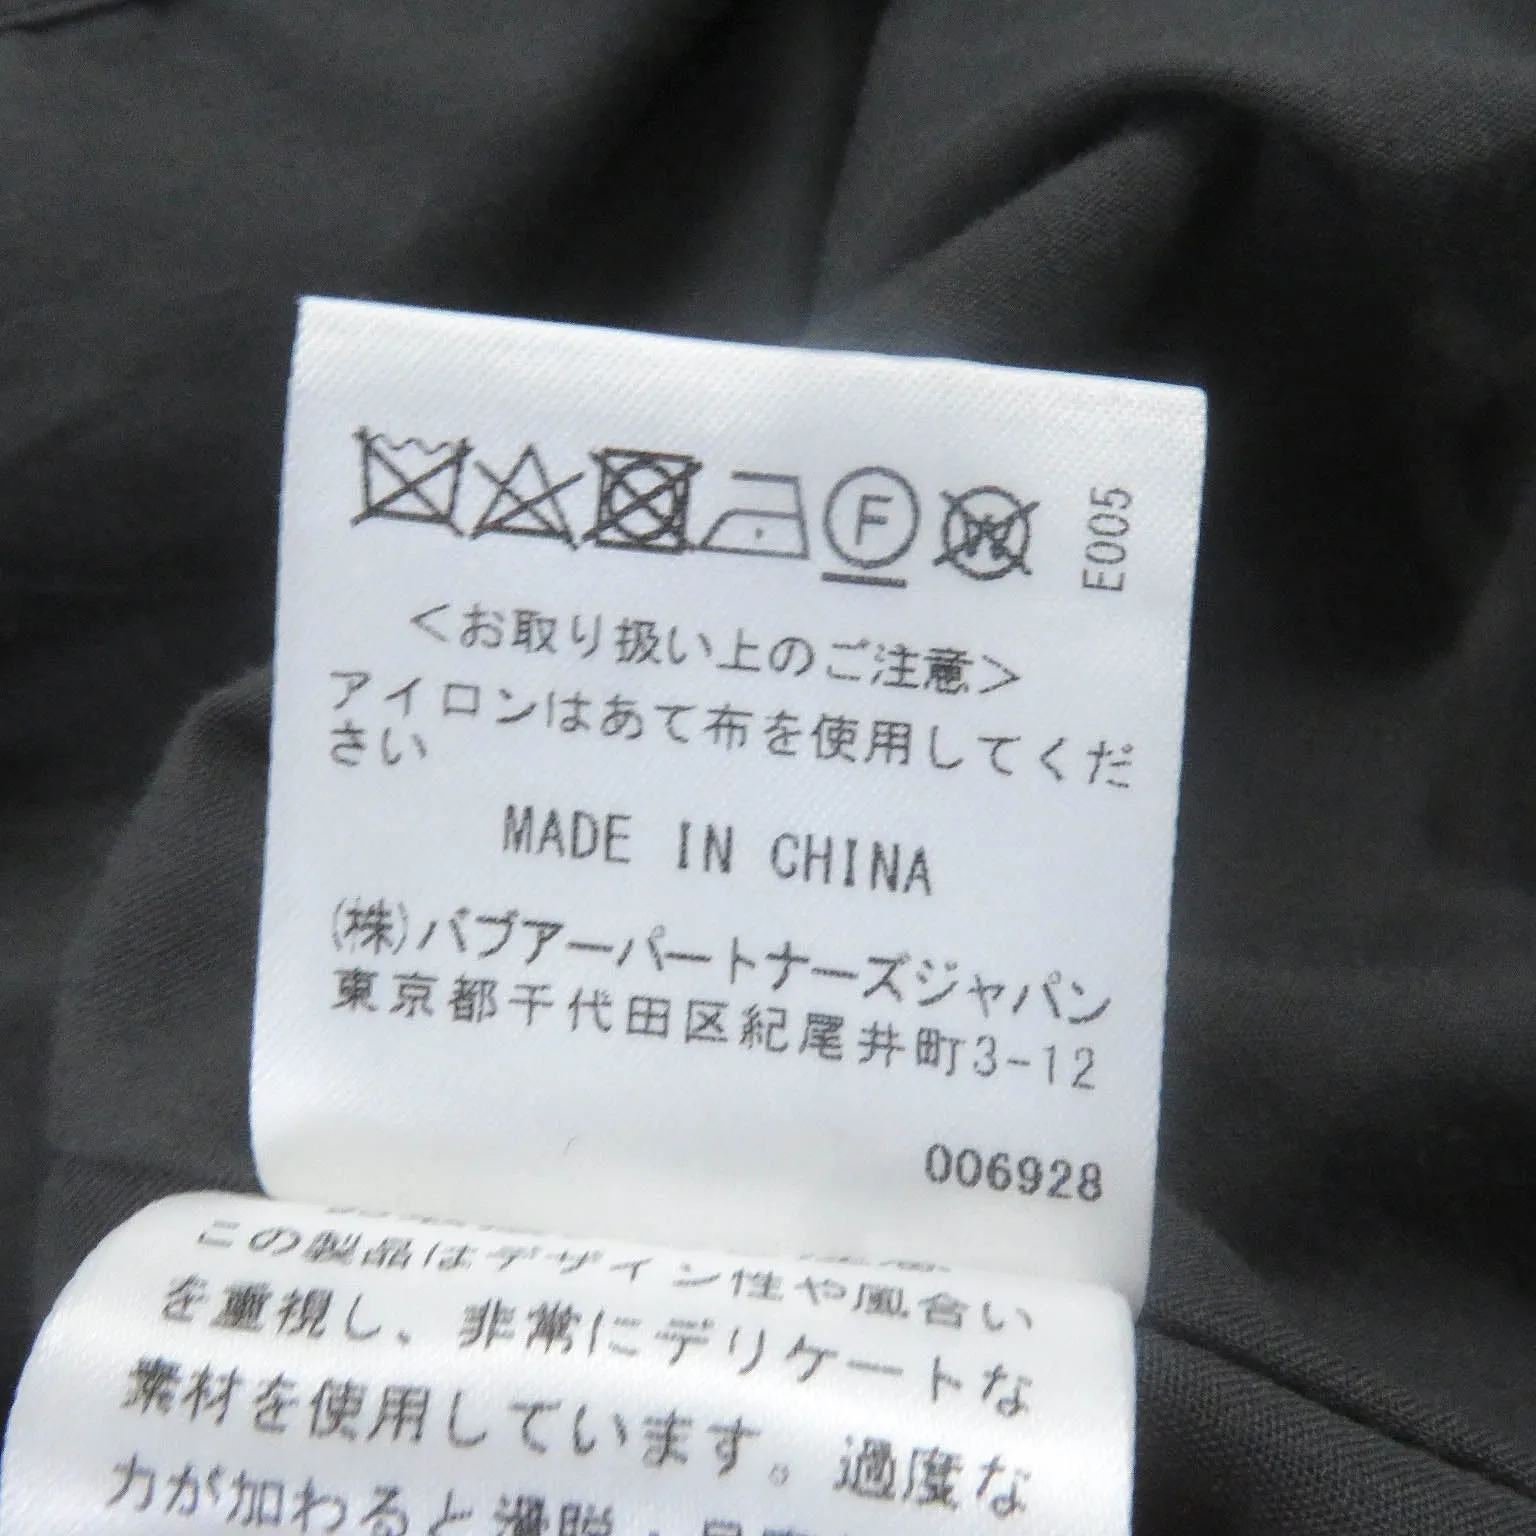 F
W
E005
<お取り扱い上のご注意>
アイロンはあて布を使用してくだ
さい
MADE IN CHINA
(株)バブアーパートナーズジャパン
東京都千代田区紀尾井町3-12
006928
この製品はデザイン性や風合い
を重視し、非常にデリケートな
素材を使用しています。過度な
力が加わると滑脱・